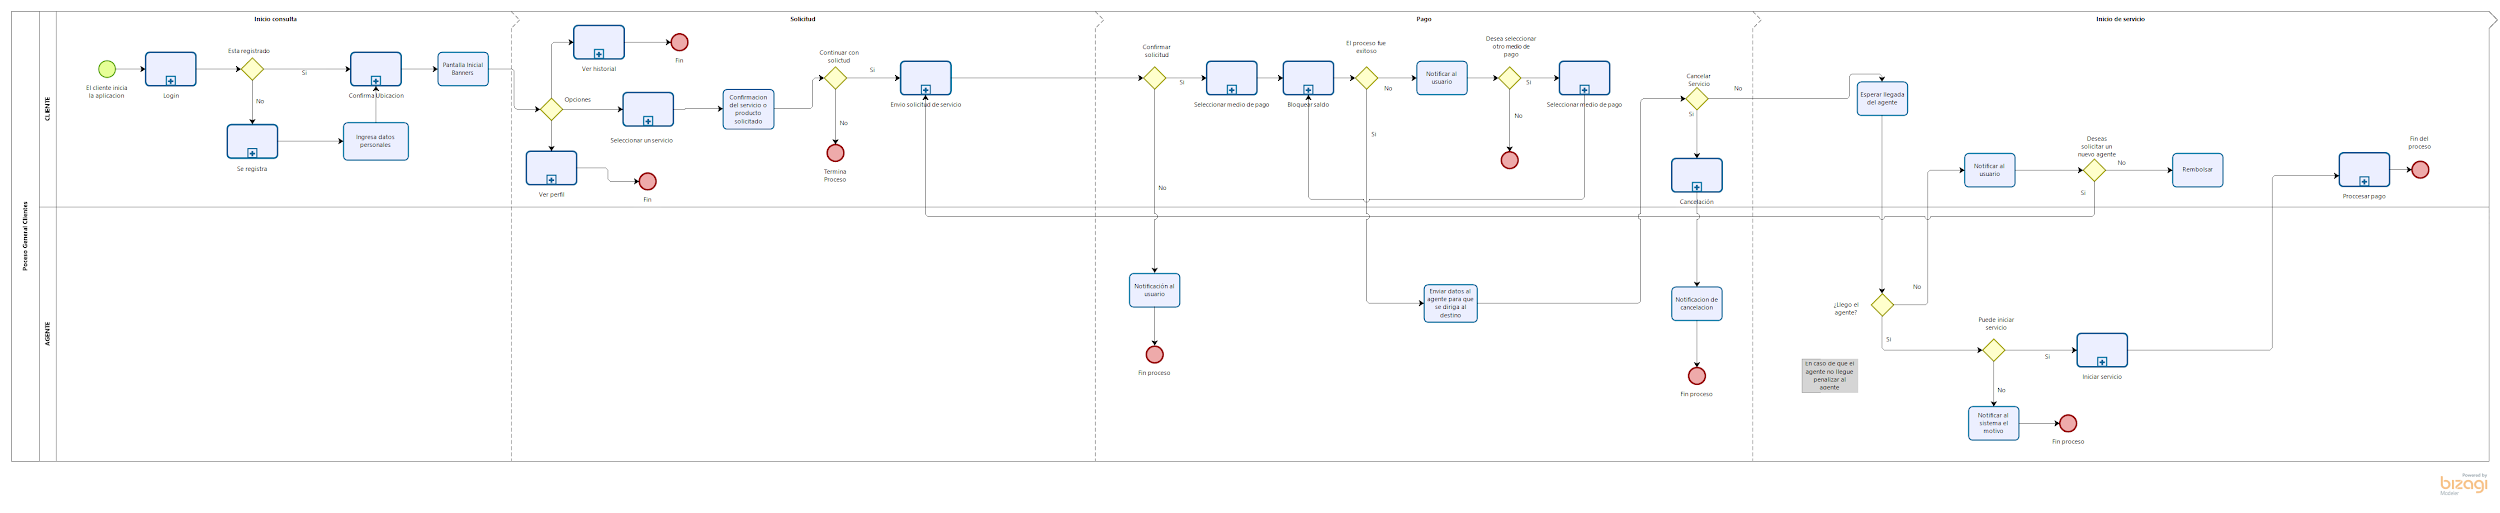 Poceso General Clientes
CLIENTE
AGENTE
Inicio consulta
Solicitud
Pago
Inicio de servicio
El cliente inicia
la aplicacion
Login
Esta registrado
Si
No
Se registra
Ingresa datos
personales
Confirma Ubicacion
Pantalla Inicial
Banners
Opciones
Ver historial
Fin
Seleccionar un servicio
Ver perfil
Fin
Confirmacion
del servicio o
producto
solicitado
Continuar con
solicitud
Si
No
Termina
Proceso
Envio solicitud de servicio
Confirmar
solicitud
Si
No
Notificación al
usuario
Fin proceso
Seleccionar medio de pago
Bloquear saldo
El proceso fue
exitoso
No
Si
Notificar al
usuario
Desea seleccionar
otro medio de
pago
Si
No
Seleccionar medio de pago
Enviar datos al
agente para que
se diriga al
destino
Cancelar
Servicio
No
Si
Cancelación
Notificacion de
cancelacion
Fin proceso
Esperar llegada
del agente
¿Llego el
agente?
No
Si
En caso de que el
agente no llegue
penalizar al
agente
Notificar al
usuario
Deseas
solicitar un
nuevo agente
No
Si
Rembolsar
Puede iniciar
servicio
Si
No
Iniciar servicio
Notificar al
sistema el
motivo
Fin proceso
Proccesar pago
Fin del
proceso
Powered by
bizagi
Modeler